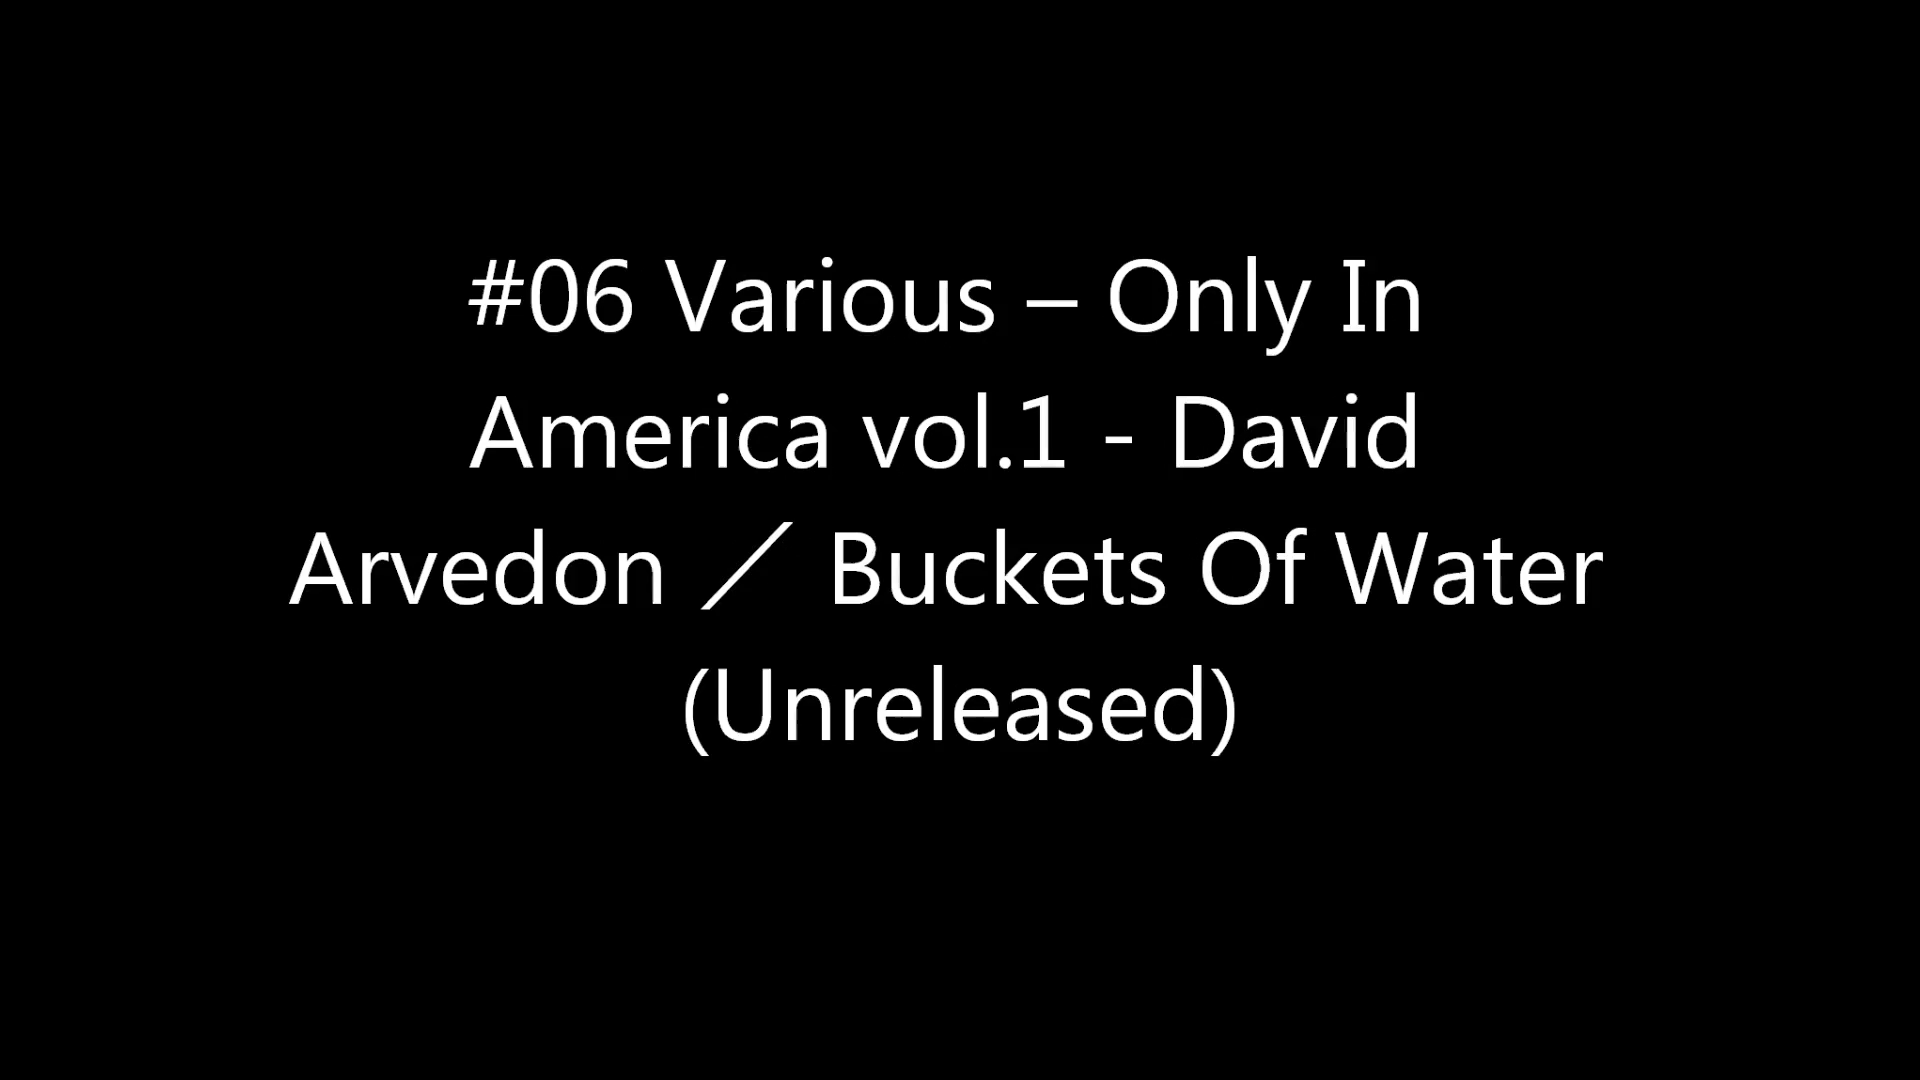 #06 Various – Only In
America vol.1 - David
Arvedon ／ Buckets Of Water
(Unreleased)